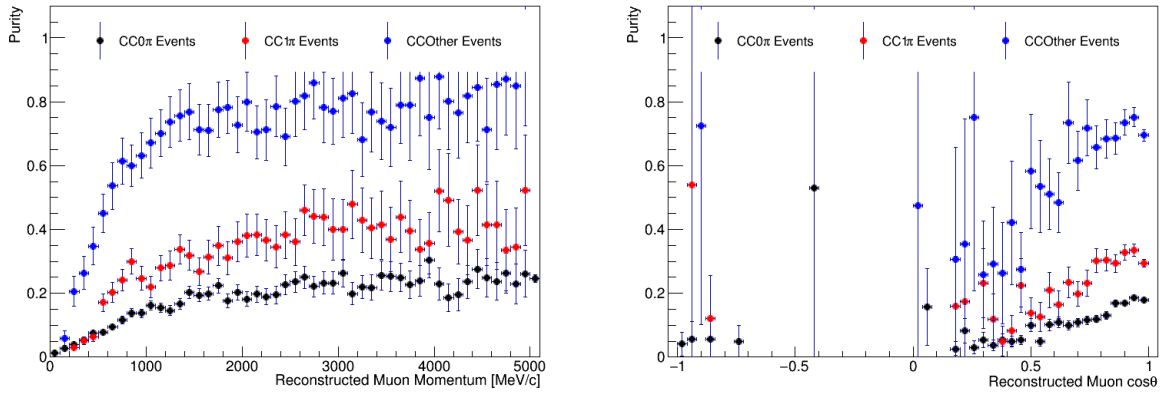 Purity
1
0.8
0.6
0.4
0.2
0
CC0π Events
CC1π Events
CCOther Events
0 1000 2000 3000 4000 5000
Reconstructed Muon Momentum [MeV/c]
Purity
1
0.8
0.6
0.4
0.2
0
CC0π Events
CC1π Events
CCOther Events
−1 −0.5 0 0.5 1
Reconstructed Muon cosθ